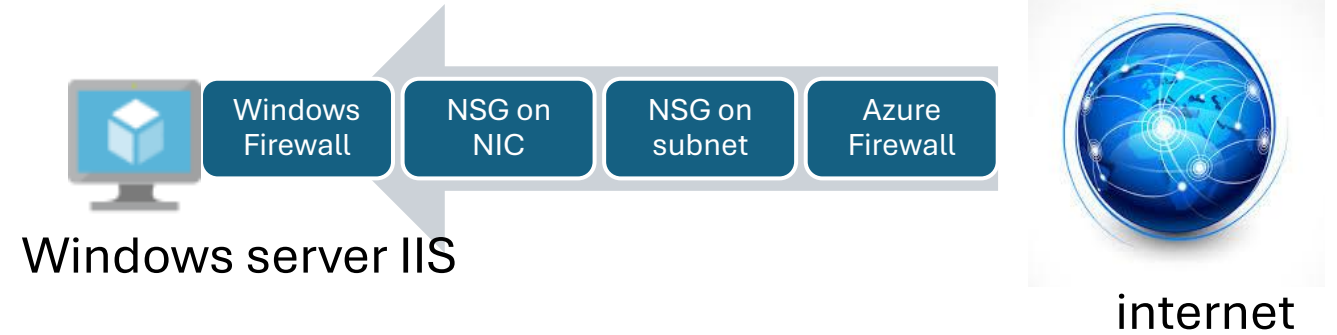 Windows
Firewall
NSG on
NIC
NSG on
subnet
Azure
Firewall
Windows server IIS
internet